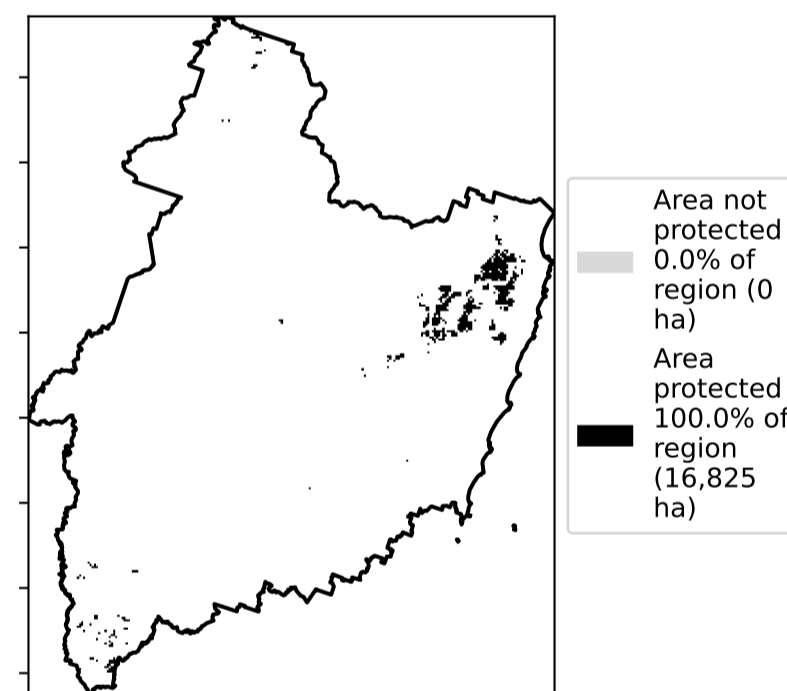 Area not
protected
0.0% of
region (0
ha)
Area
protected
100.0% of
region
(16,825
ha)